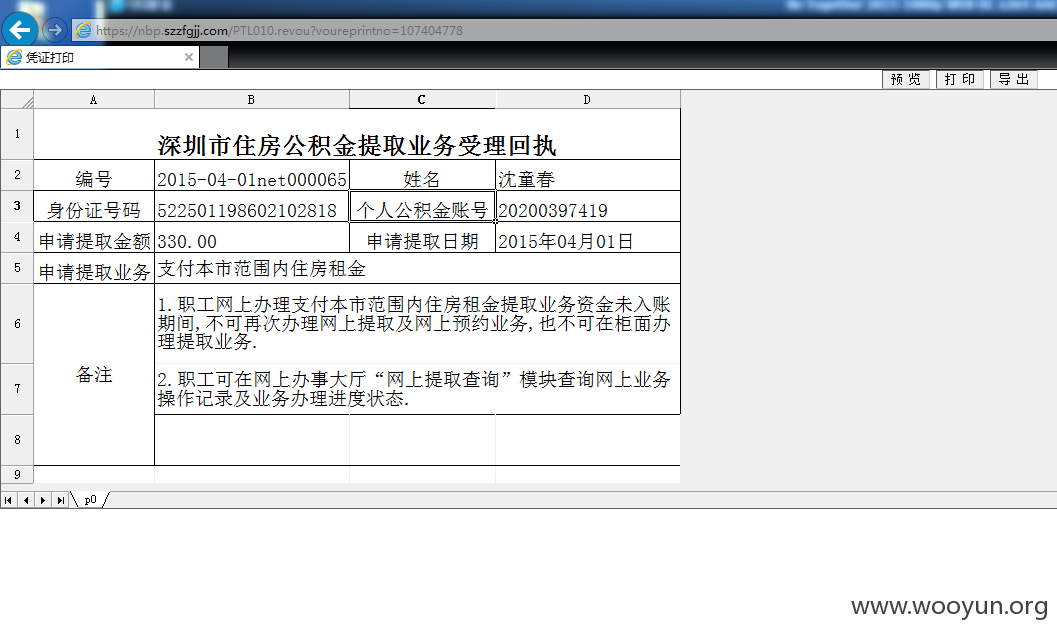 https://nbp.szzfgjj.com/PTL010.revou?voureprintno=107404778
凭证打印
预 览 打 印 导 出
A B C D
1 深圳市住房公积金提取业务受理回执
2 编号 2015-04-01net000065 姓名 沈童春
3 身份证号码 522501198602102818 个人公积金账号 20200397419
4 申请提取金额 330.00 申请提取日期 2015年04月01日
5 申请提取业务 支付本市范围内住房租金
6 1.职工网上办理支付本市范围内住房租金提取业务资金未入账
期间,不可再次办理网上提取及网上预约业务,也不可在柜面办
理提取业务.
备注
7 2.职工可在网上办事大厅“网上提取查询”模块查询网上业务
操作记录及业务办理进度状态.
8
9
p0
www.wooyun.org